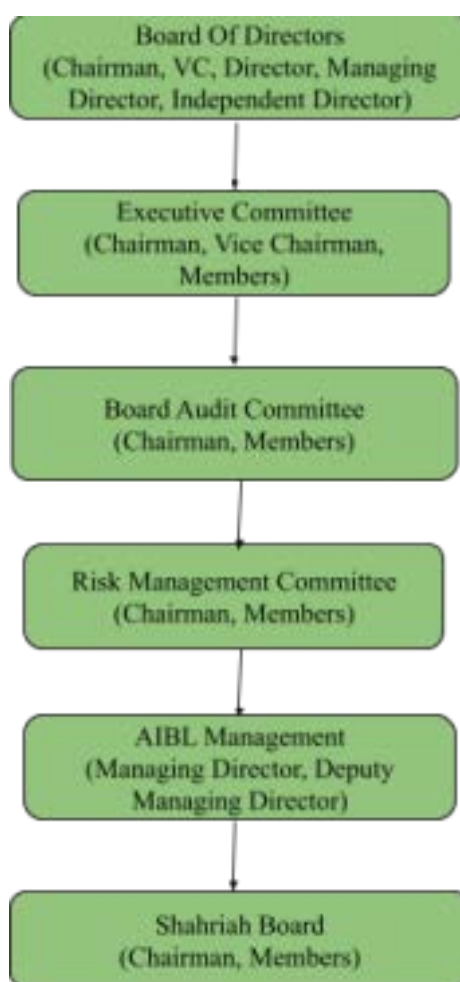 Board Of Directors
(Chairman, VC, Director, Managing
Director, Independent Director)
Executive Committee
(Chairman, Vice Chairman,
Members)
Board Audit Committee
(Chairman, Members)
Risk Management Committee
(Chairman, Members)
AIBL Management
(Managing Director, Deputy
Managing Director)
Shahriah Board
(Chairman, Members)